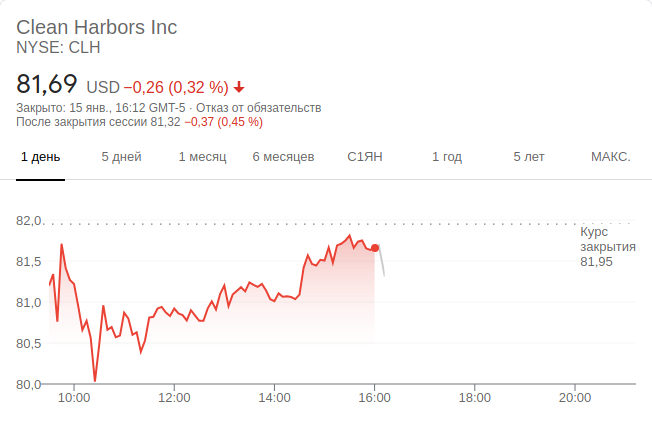 Clean Harbors Inc
NYSE: CLH
81,69 USD −0,26 (0,32 %)
Закрыто: 15 янв., 16:12 GMT-5 · Отказ от обязательств
После закрытия сессии 81,32 −0,37 (0,45 %)
1 день 5 дней 1 месяц 6 месяцев С1ЯН 1 год 5 лет МАКС.
82,0
Курс
закрытия
81,95
81,5
81,0
80,5
80,0
10:00 12:00 14:00 16:00 18:00 20:00